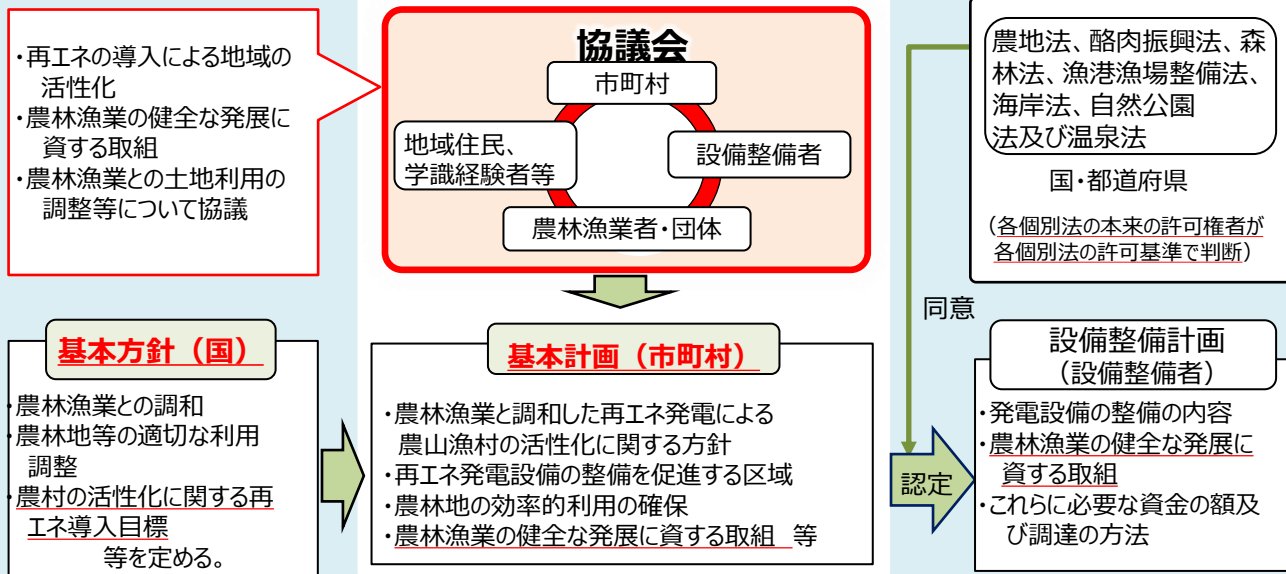 ・再エネの導入による地域の
活性化
・農林漁業の健全な発展に
資する取組
・農林漁業との土地利用の
調整等について協議
協議会
市町村
地域住民、
学識経験者等
設備整備者
農林漁業者・団体
農地法、酪肉振興法、森
林法、漁港漁場整備法、
海岸法、自然公園
法及び温泉法
国・都道府県
（各個別法の本来の許可権者が
各個別法の許可基準で判断）
同意
基本方針（国）
・農林漁業との調和
・農林地等の適切な利用
調整
・農村の活性化に関する再
エネ導入目標
等を定める。
基本計画（市町村）
・農林漁業と調和した再エネ発電による
農山漁村の活性化に関する方針
・再エネ発電設備の整備を促進する区域
・農林地の効率的利用の確保
・農林漁業の健全な発展に資する取組 等
認定
設備整備計画
（設備整備者）
・発電設備の整備の内容
・農林漁業の健全な発展に
資する取組
・これらに必要な資金の額及
び調達の方法